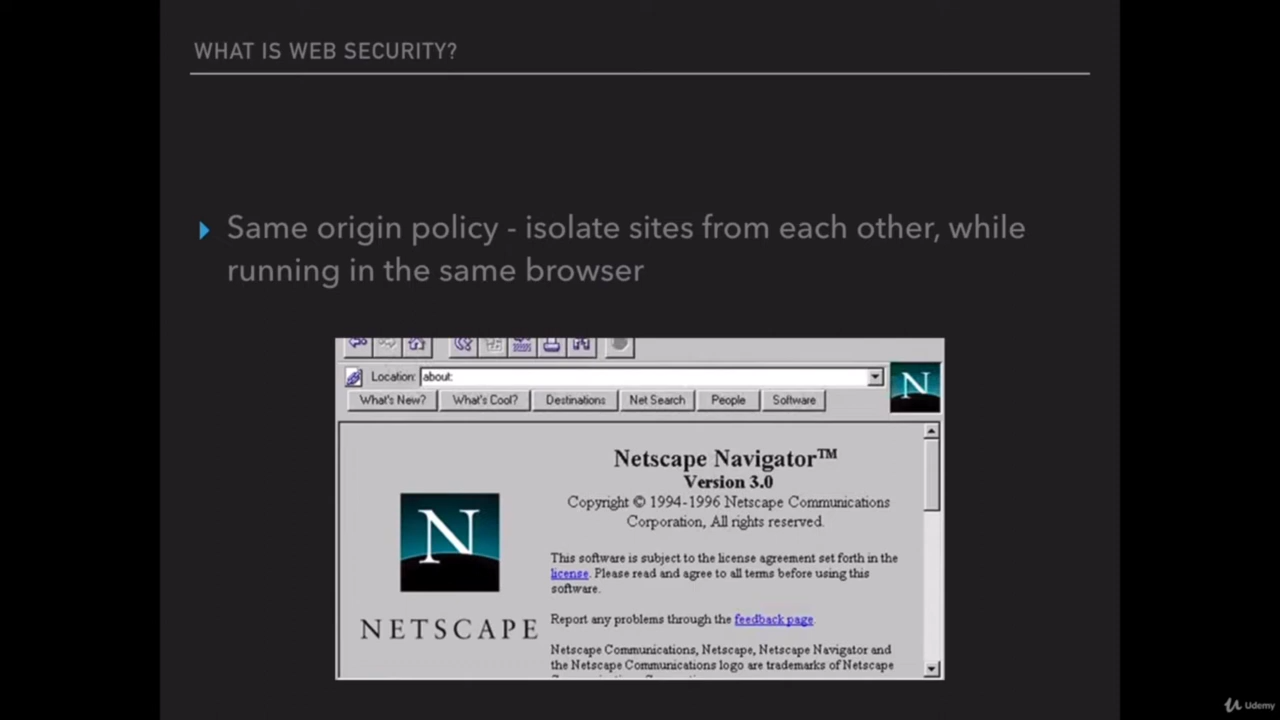 WHAT IS WEB SECURITY?
Same origin policy - isolate sites from each other, while
running in the same browser
Location: about:
N
What's New? What's Cool? Destinations Net Search People Software
Netscape Navigator™
Version 3.0
Copyright © 1994-1996 Netscape Communications
Corporation, All rights reserved.
N
NETSCAPE
This software is subject to the license agreement set forth in the
license. Please read and agree to all terms before using this
software.
Report any problems through the feedback page.
Netscape Communications, Netscape, Netscape Navigator and
the Netscape Communications logo are trademarks of Netscape
Udemy